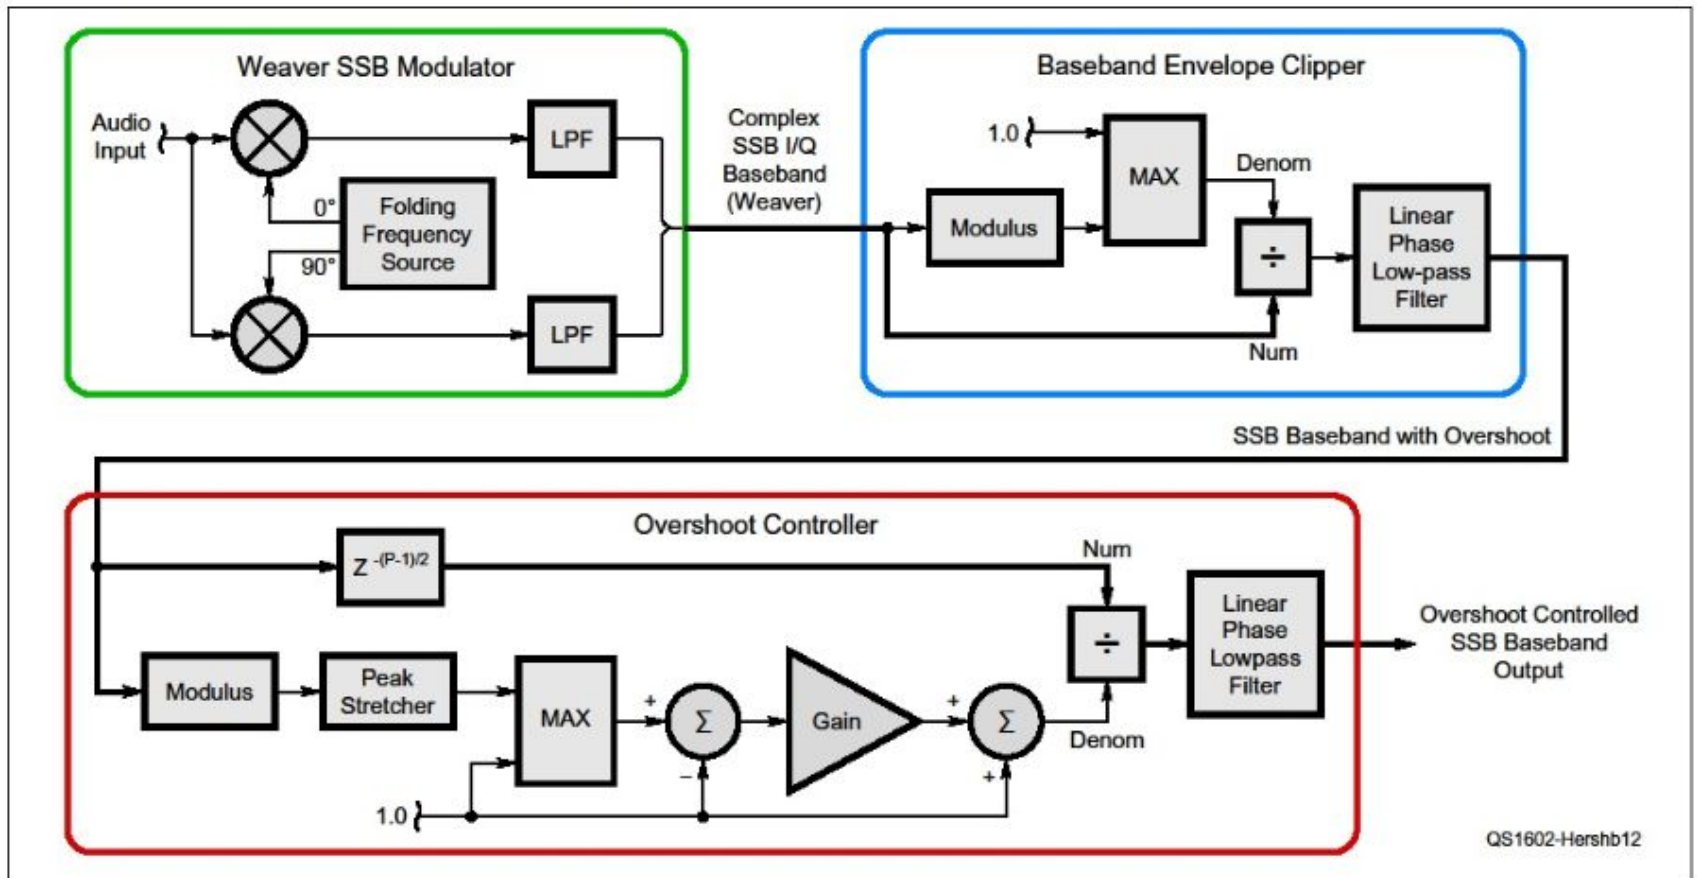 Weaver SSB Modulator
Audio
Input
LPF
0°
Folding
Frequency
Source
90°
LPF
Complex
SSB I/Q
Baseband
(Weaver)
Baseband Envelope Clipper
1.0
MAX
Denom
Modulus
÷
Linear
Phase
Low-pass
Filter
Num
SSB Baseband with Overshoot
Overshoot Controller
Z -(P-1)/2
Num
Modulus
Peak
Stretcher
MAX
+
Σ
−
Gain
+
Σ
+
Denom
÷
Linear
Phase
Lowpass
Filter
Overshoot Controlled
SSB Baseband
Output
1.0
QS1602-Hershb12